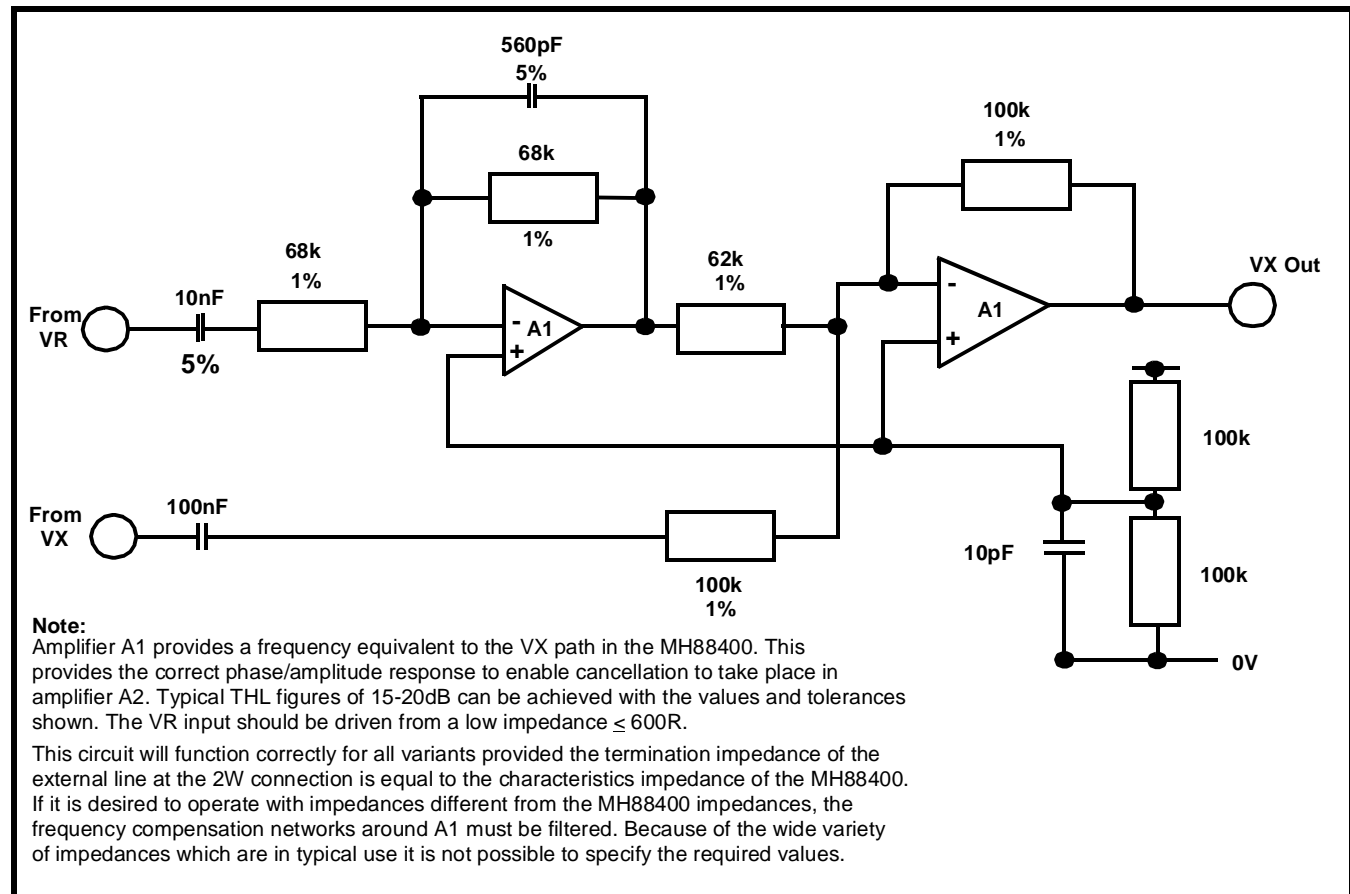 560pF
5%
100k
1%
68k
1%
68k
1%
62k
1%
VX Out
10nF
5%
From
VR
-
A1
+
-
A1
+
100k
From
VX
100nF
10pF
100k
100k
1%
0V
Note:
Amplifier A1 provides a frequency equivalent to the VX path in the MH88400. This
provides the correct phase/amplitude response to enable cancellation to take place in
amplifier A2. Typical THL figures of 15-20dB can be achieved with the values and tolerances
shown. The VR input should be driven from a low impedance ≤ 600R.
This circuit will function correctly for all variants provided the termination impedance of the
external line at the 2W connection is equal to the characteristics impedance of the MH88400.
If it is desired to operate with impedances different from the MH88400 impedances, the
frequency compensation networks around A1 must be filtered. Because of the wide variety
of impedances which are in typical use it is not possible to specify the required values.